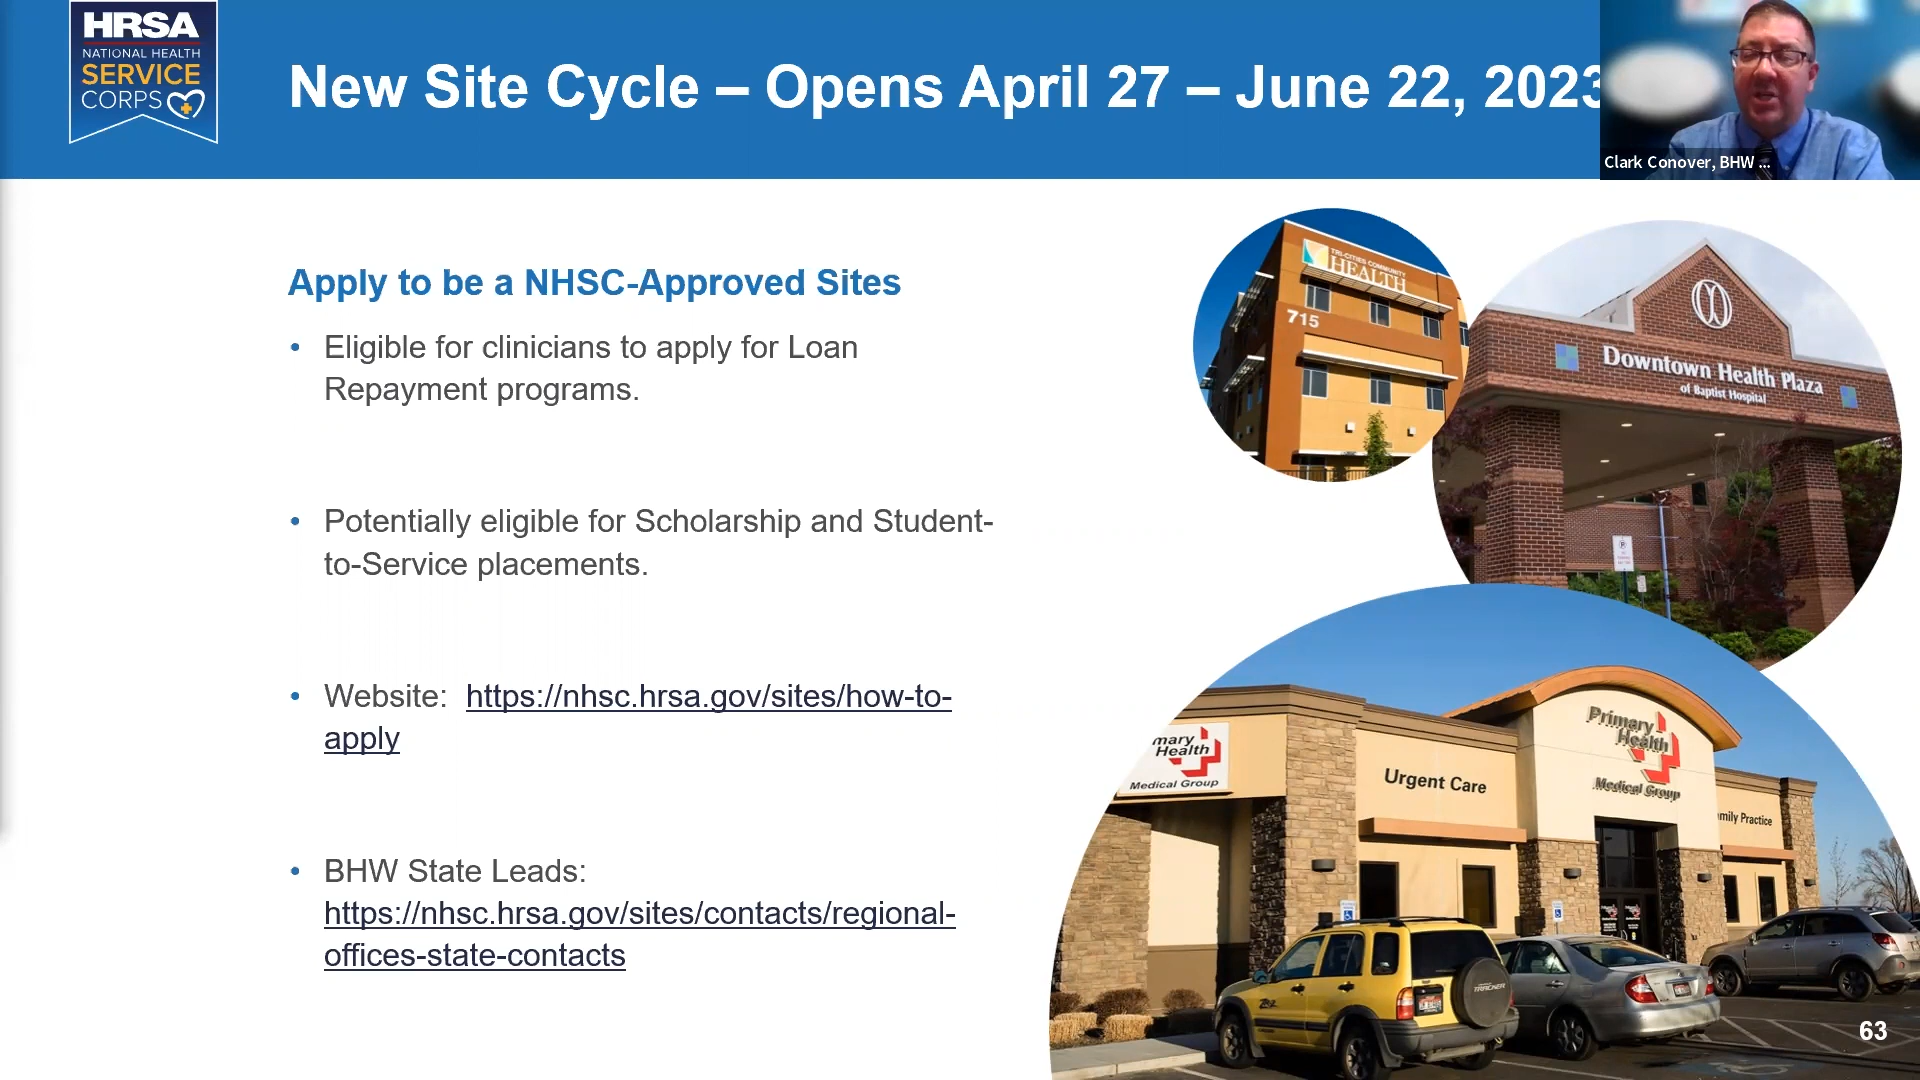 HRSA
NATIONAL HEALTH
SERVICE
CORPS
New Site Cycle – Opens April 27 – June 22, 2023
Clark Conover, BHW ...
Apply to be a NHSC-Approved Sites
• Eligible for clinicians to apply for Loan
Repayment programs.
• Potentially eligible for Scholarship and Student-
to-Service placements.
• Website: https://nhsc.hrsa.gov/sites/how-to-
apply
• BHW State Leads:
https://nhsc.hrsa.gov/sites/contacts/regional-
offices-state-contacts
TRI-CITIES COMMUNITY
HEALTH
715
Downtown Health Plaza
of Baptist Hospital
mary
Health
Medical Group
Urgent Care
Primary
Health
Medical Group
mily Practice
TRACKER
63